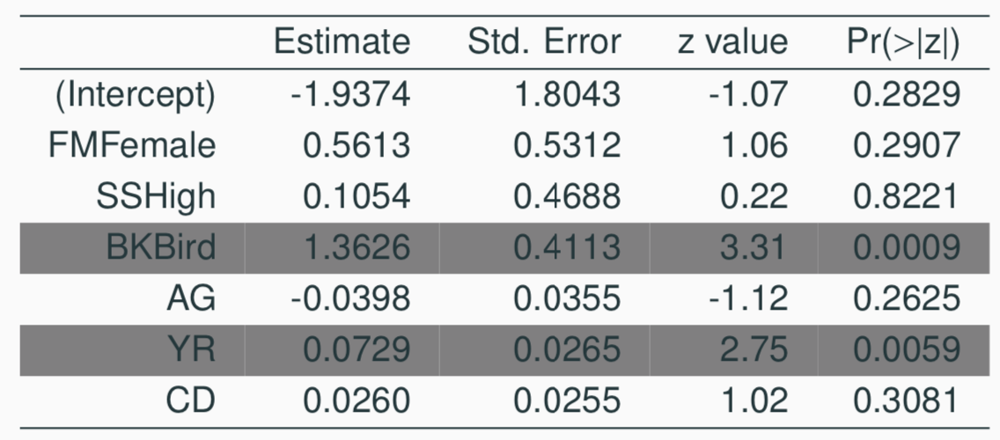 Estimate Std. Error z value Pr(>|z|)
(Intercept) -1.9374 1.8043 -1.07 0.2829
FMFemale 0.5613 0.5312 1.06 0.2907
SSHigh 0.1054 0.4688 0.22 0.8221
BKBird 1.3626 0.4113 3.31 0.0009
AG -0.0398 0.0355 -1.12 0.2625
YR 0.0729 0.0265 2.75 0.0059
CD 0.0260 0.0255 1.02 0.3081